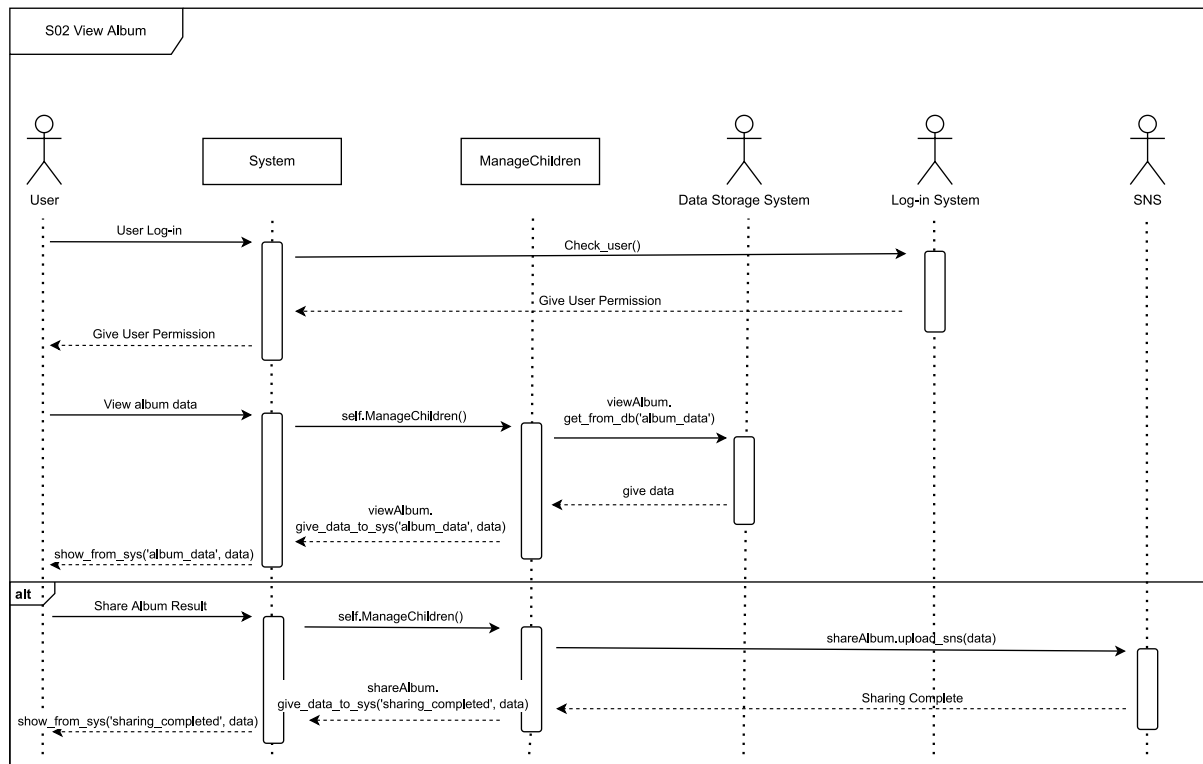 S02 View Album
System
ManageChildren
User
Data Storage System
Log-in System
SNS
User Log-in
Check_user()
Give User Permission
Give User Permission
View album data
self.ManageChildren()
viewAlbum.
get_from_db('album_data')
give data
viewAlbum.
give_data_to_sys('album_data', data)
show_from_sys('album_data', data)
alt
Share Album Result
self.ManageChildren()
shareAlbum.upload_sns(data)
shareAlbum.
give_data_to_sys('sharing_completed', data)
Sharing Complete
show_from_sys('sharing_completed', data)